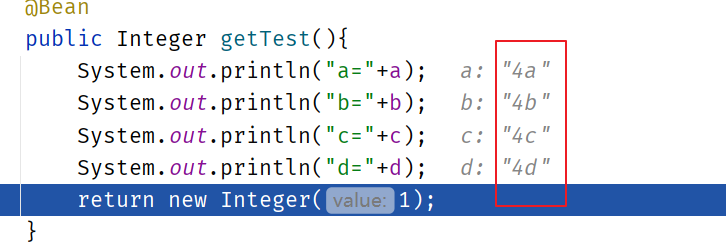 @Bean
public Integer getTest(){
System.out.println("a="+a); a: "4a"
System.out.println("b="+b); b: "4b"
System.out.println("c="+c); c: "4c"
System.out.println("d="+d); d: "4d"
return new Integer( value: 1);
}